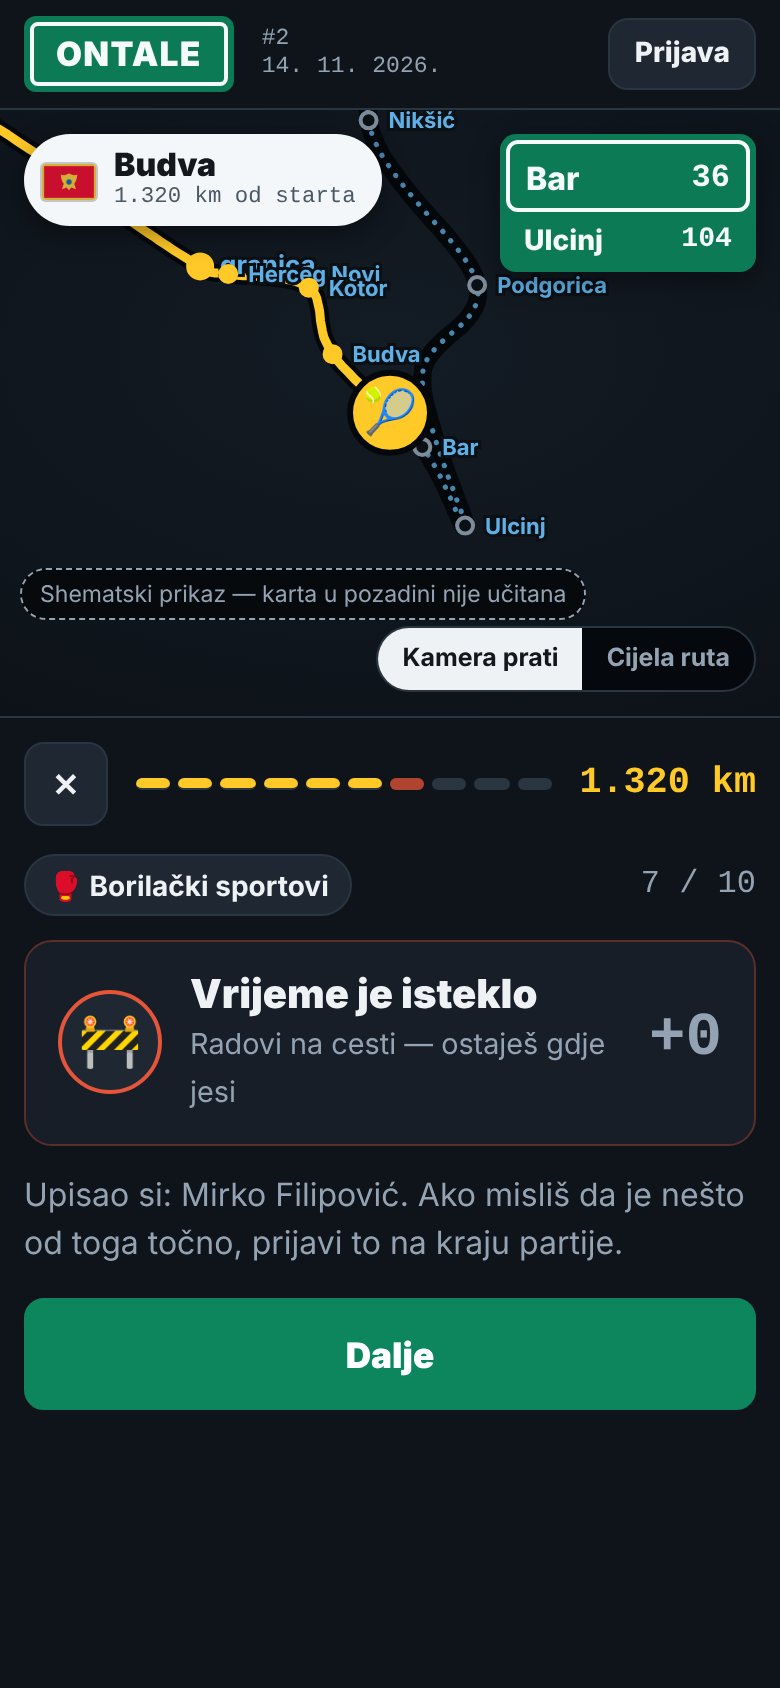 ONTALE
#2
14. 11. 2026.
Prijava
Nikšić
Budva
1.320 km od starta
Bar 36
Ulcinj 104
granica
Herceg Novi
Kotor
Podgorica
Budva
Bar
Ulcinj
Shematski prikaz — karta u pozadini nije učitana
Kamera prati
Cijela ruta
×
1.320 km
Borilački sportovi
7 / 10
Vrijeme je isteklo
Radovi na cesti — ostaješ gdje
jesi
+0
Upisao si: Mirko Filipović. Ako misliš da je nešto
od toga točno, prijavi to na kraju partije.
Dalje